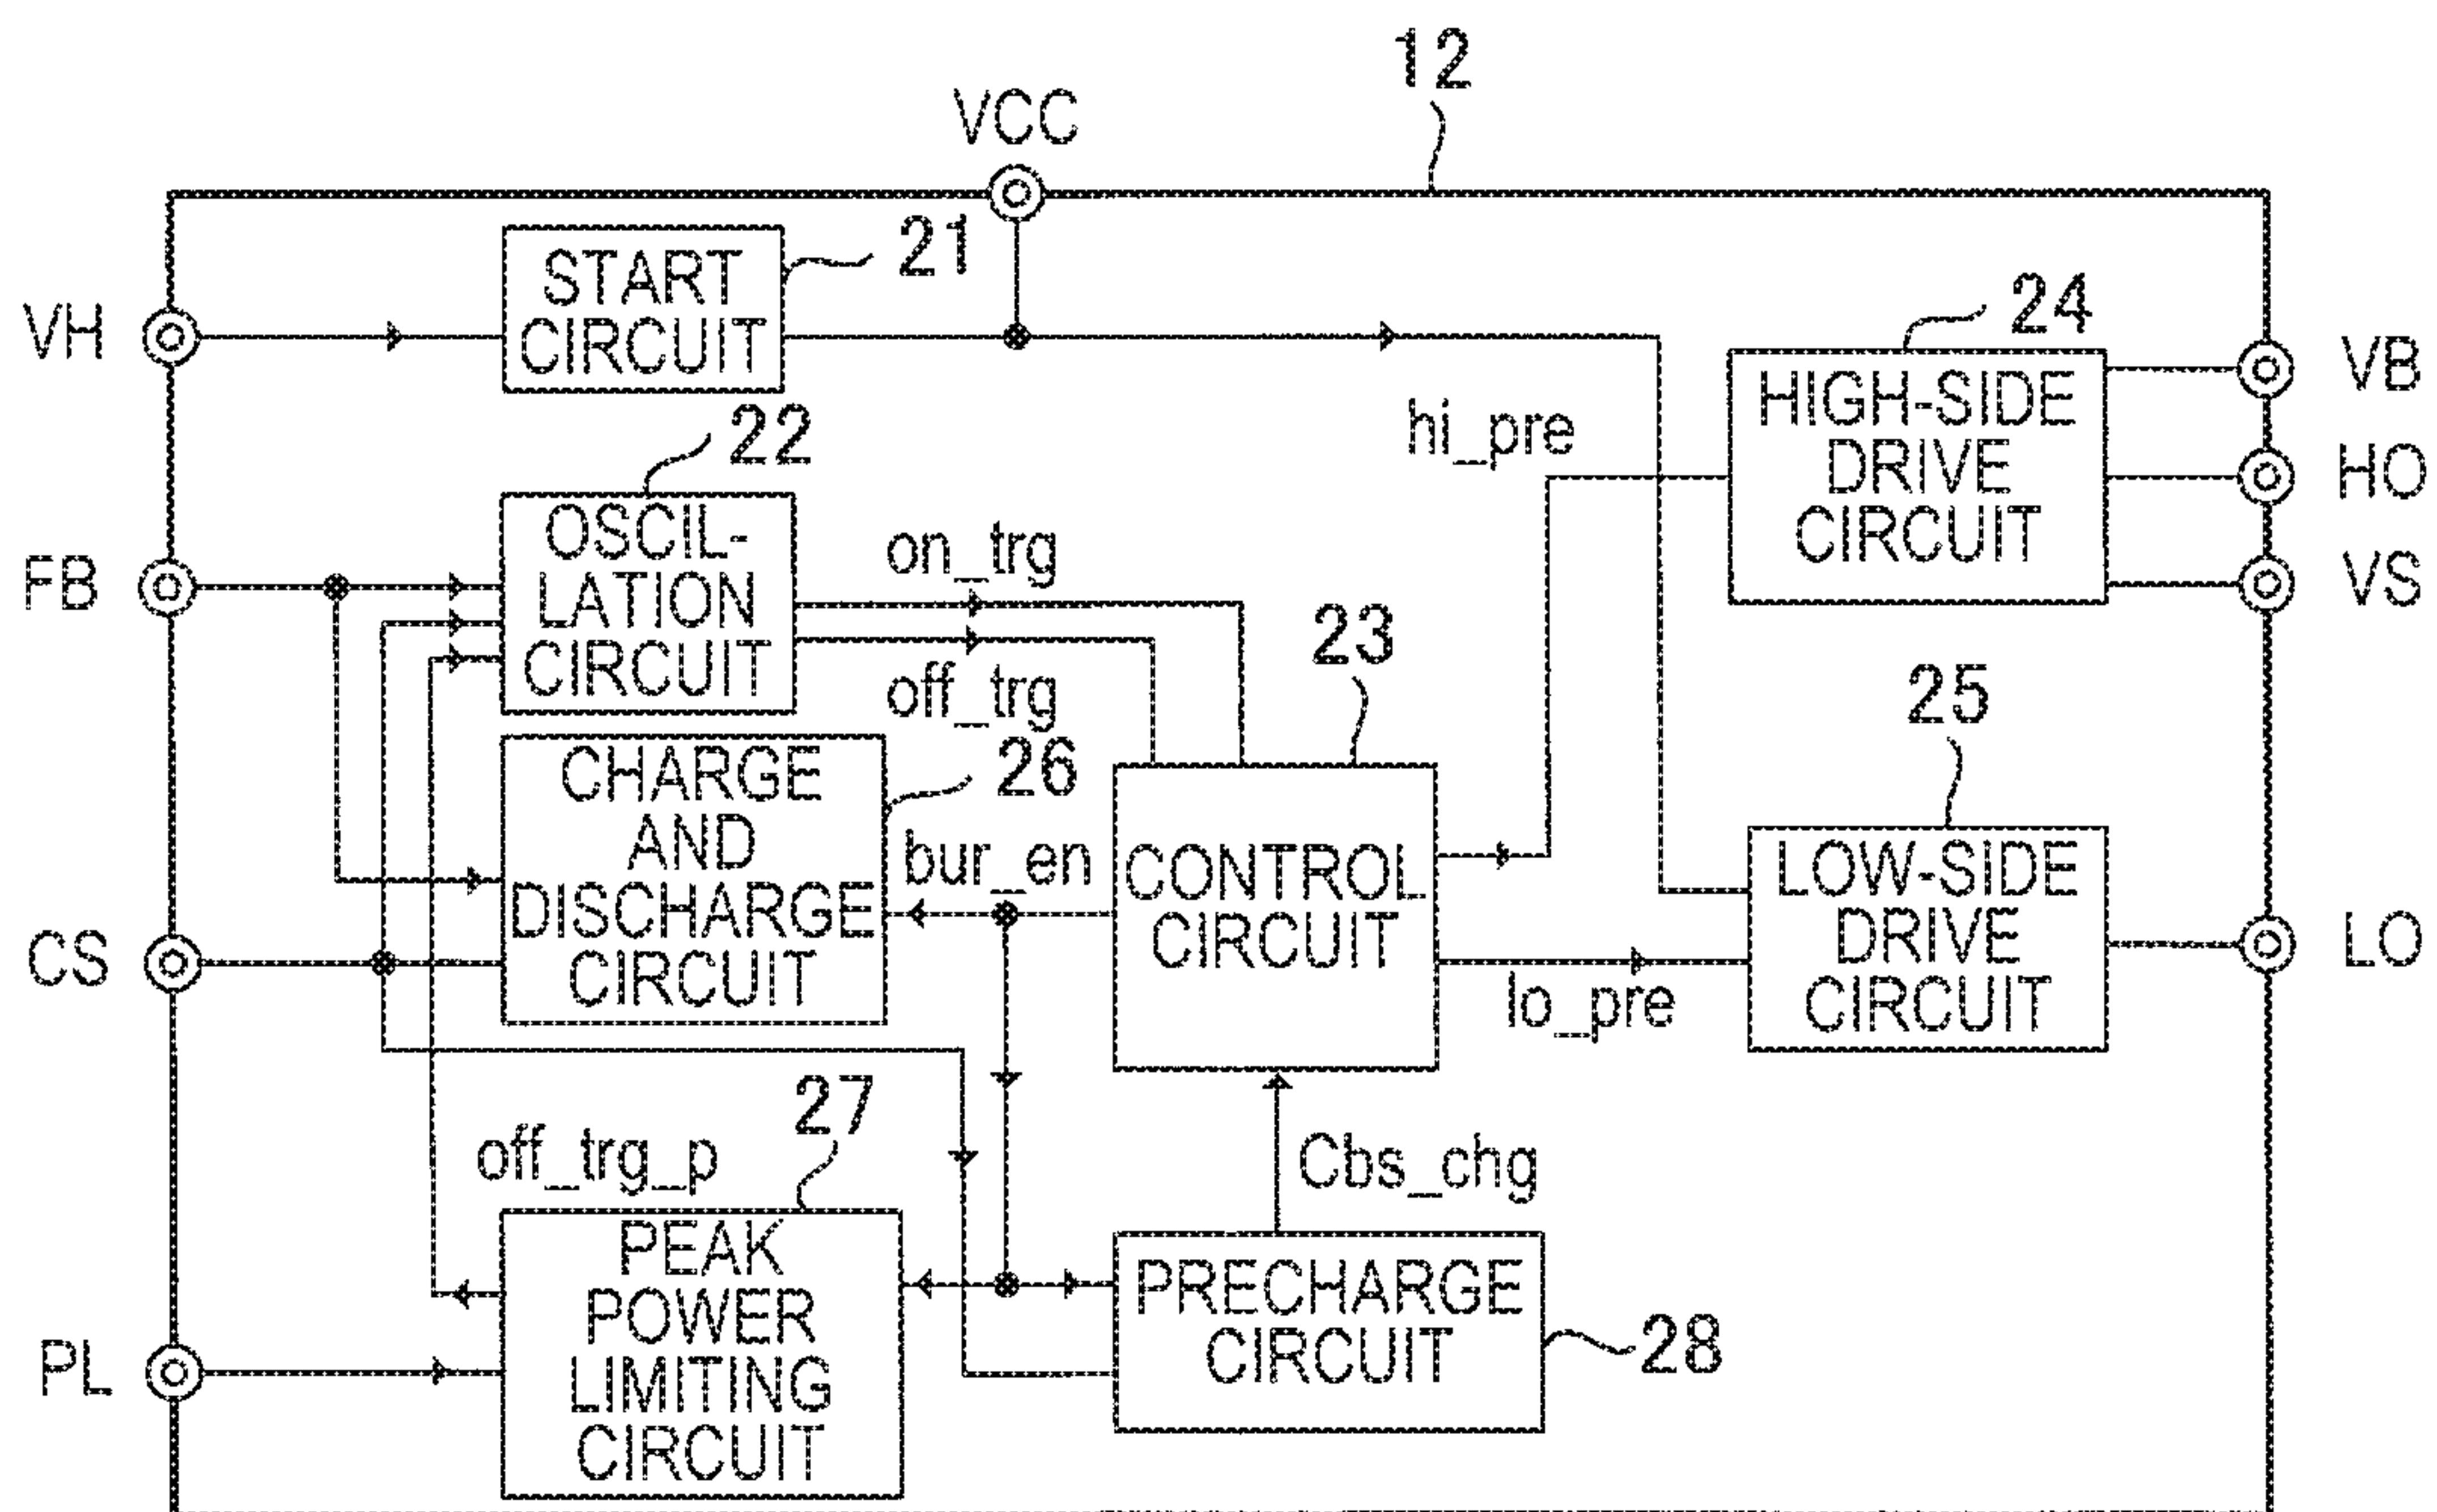 12
VCC
START
CIRCUIT
21
VH
24
HIGH-SIDE
DRIVE
CIRCUIT
VB
HO
VS
hi_pre
22
OSCIL-
LATION
CIRCUIT
FB
on_trg
off_trg
23
25
CHARGE
AND
DISCHARGE
CIRCUIT
26
bur_en
CONTROL
CIRCUIT
LOW-SIDE
DRIVE
CIRCUIT
LO
CS
lo_pre
27
off_trg_p
Cbs_chg
PEAK
POWER
LIMITING
CIRCUIT
PRECHARGE
CIRCUIT
28
PL